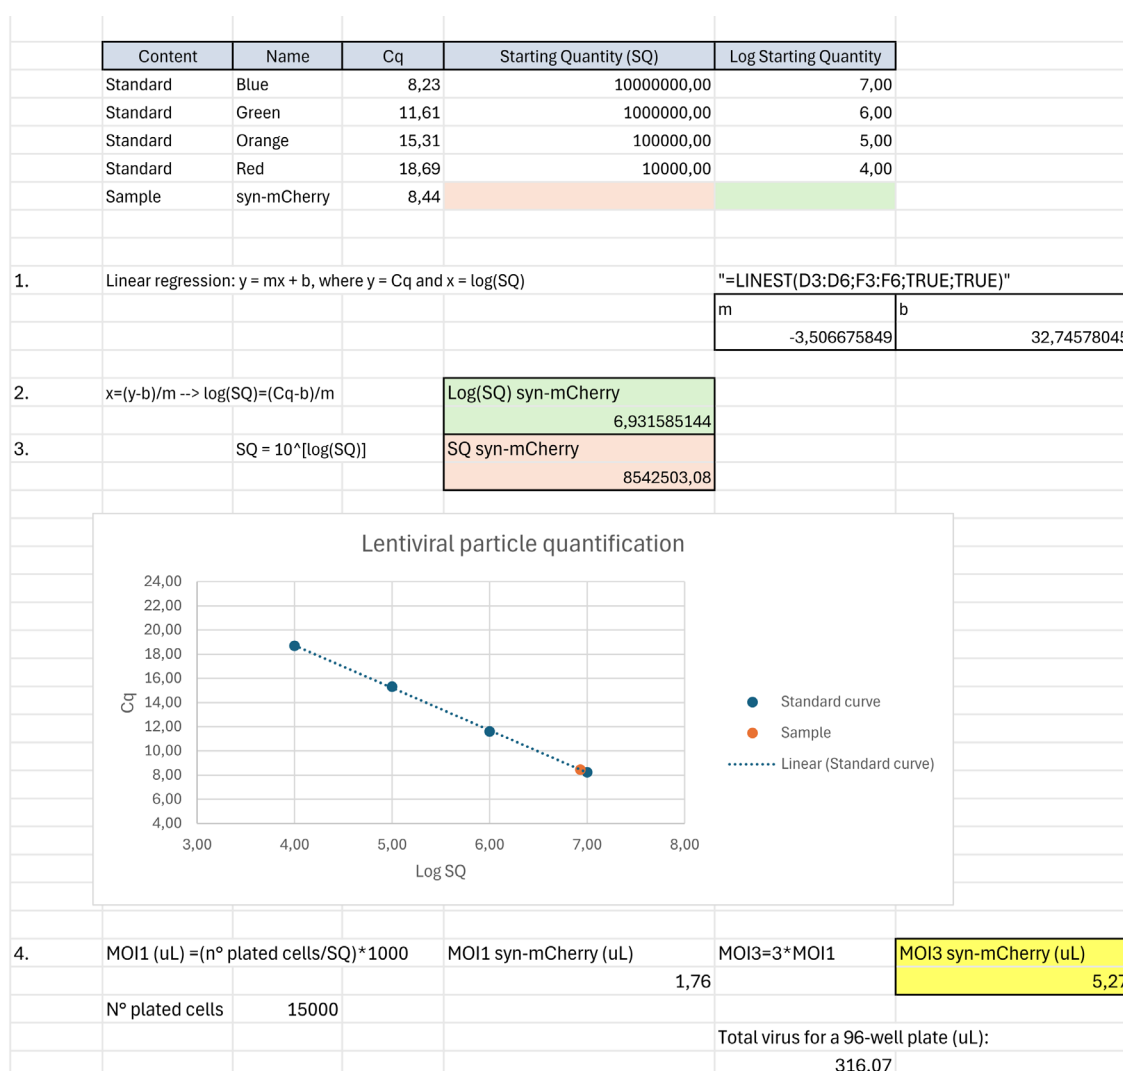 Content Name Cq Starting Quantity (SQ) Log Starting Quantity
Standard Blue 8,23 10000000,00 7,00
Standard Green 11,61 1000000,00 6,00
Standard Orange 15,31 100000,00 5,00
Standard Red 18,69 10000,00 4,00
Sample syn-mCherry 8,44
1. Linear regression: y = mx + b, where y = Cq and x = log(SQ) "=LINEST(D3:D6;F3:F6;TRUE;TRUE)"
m b
-3,506675849 32,74578045
2. x=(y-b)/m --> log(SQ)=(Cq-b)/m Log(SQ) syn-mCherry
6,931585144
3. SQ = 10^[log(SQ)] SQ syn-mCherry
8542503,08
Lentiviral particle quantification
24,00
22,00
20,00
18,00
16,00
14,00
12,00
10,00
8,00
6,00
4,00
Cq
3,00 4,00 5,00 6,00 7,00 8,00
Log SQ
Standard curve
Sample
Linear (Standard curve)
4. MOI1 (uL) =(n° plated cells/SQ)*1000 MOI1 syn-mCherry (uL) MOI3=3*MOI1 MOI3 syn-mCherry (uL)
1,76 5,27
N° plated cells 15000
Total virus for a 96-well plate (uL):
316,07